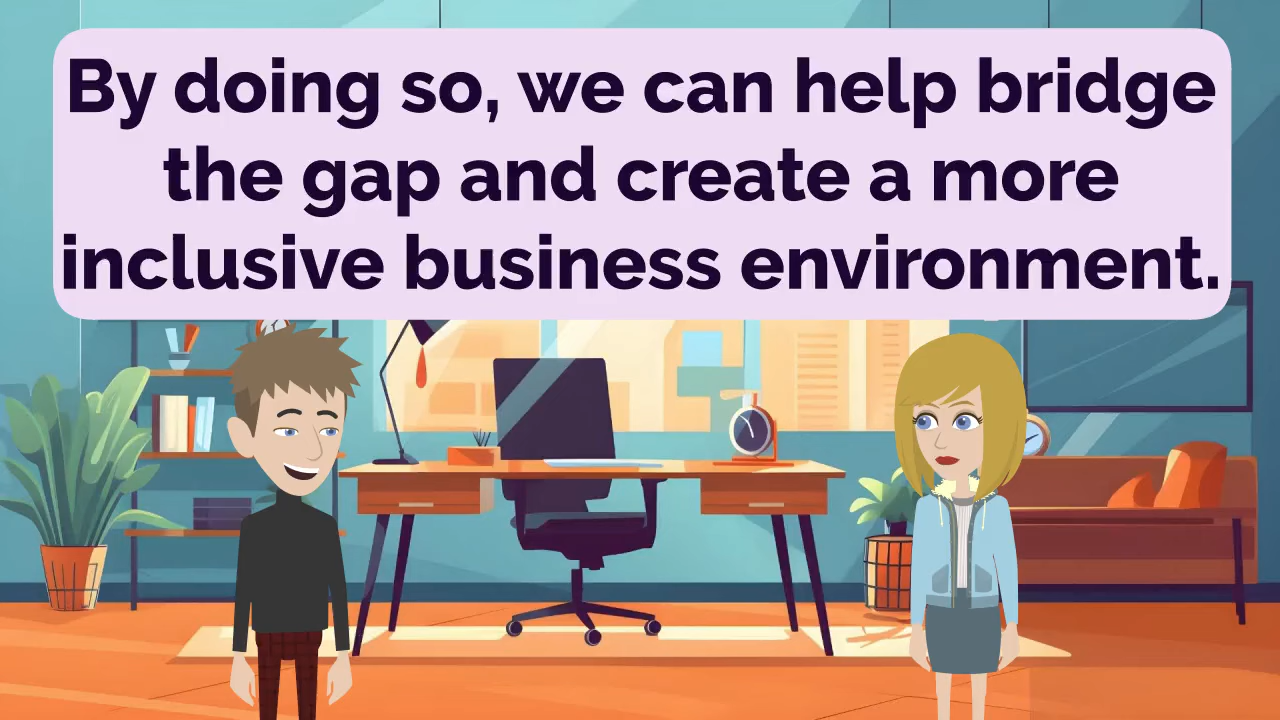 By doing so, we can help bridge
the gap and create a more
inclusive business environment.